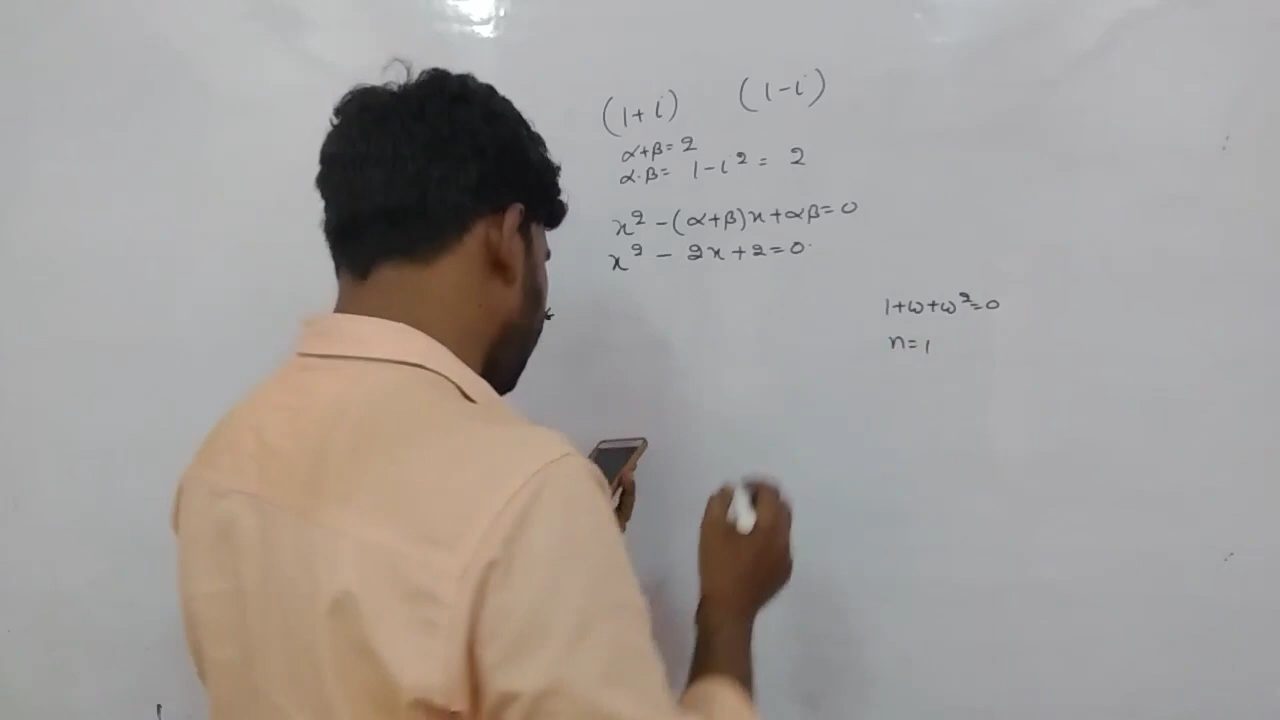 (1+i) (1-i)
α+β=2
α.β= 1-i² = 2
x² -(α+β)x+αβ=0
x² - 2x+2=0
1+ω+ω²=0
n=1